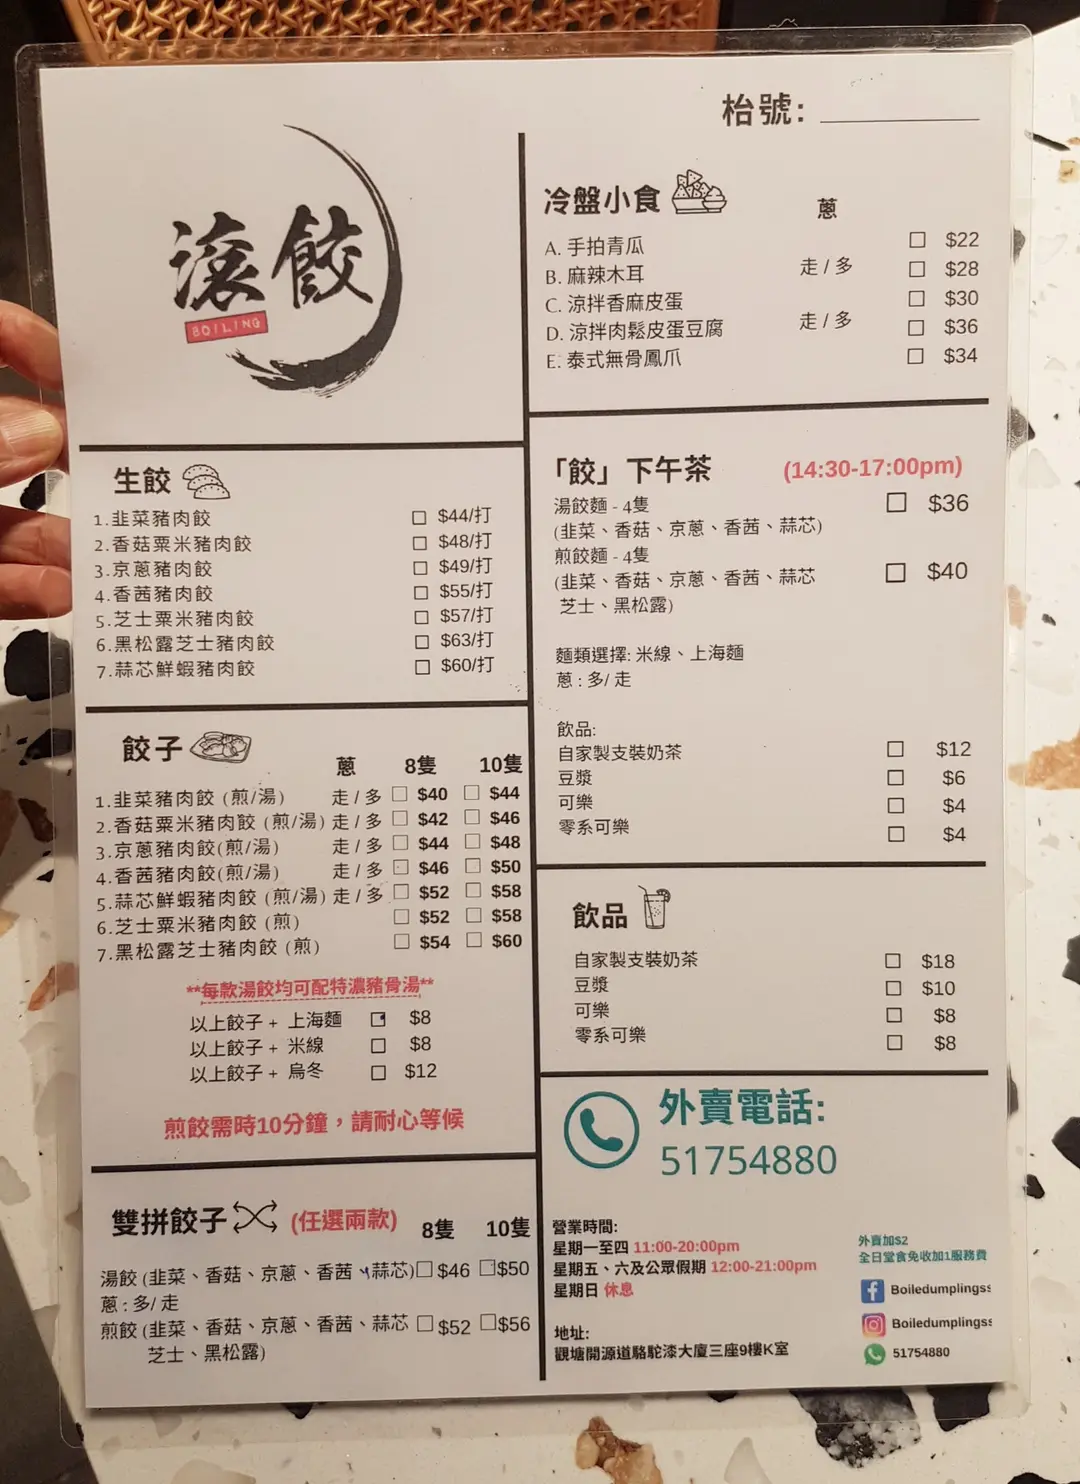 枱號:
滾餃
BOILING
冷盤小食
蔥
A. 手拍青瓜 $22
B. 麻辣木耳 走 / 多 $28
C. 涼拌香麻皮蛋 $30
D. 涼拌肉鬆皮蛋豆腐 走 / 多 $36
E. 泰式無骨鳳爪 $34
生餃
1.韭菜豬肉餃 $44/打
2.香菇粟米豬肉餃 $48/打
3.京蔥豬肉餃 $49/打
4.香茜豬肉餃 $55/打
5.芝士粟米豬肉餃 $57/打
6.黑松露芝士豬肉餃 $63/打
7.蒜芯鮮蝦豬肉餃 $60/打
餃子
蔥 8隻 10隻
1.韭菜豬肉餃 (煎/湯) 走 / 多 $40 $44
2.香菇粟米豬肉餃 (煎/湯) 走 / 多 $42 $46
3.京蔥豬肉餃(煎/湯) 走 / 多 $44 $48
4.香茜豬肉餃(煎/湯) 走 / 多 $46 $50
5.蒜芯鮮蝦豬肉餃 (煎/湯) 走 / 多 $52 $58
6.芝士粟米豬肉餃 (煎) $52 $58
7.黑松露芝士豬肉餃 (煎) $54 $60
**每款湯餃均可配特濃豬骨湯**
以上餃子 + 上海麵 $8
以上餃子 + 米線 $8
以上餃子 + 烏冬 $12
煎餃需時10分鐘，請耐心等候
雙拼餃子 (任選兩款) 8隻 10隻
湯餃 (韭菜、香菇、京蔥、香茜、蒜芯) $46 $50
蔥 : 多/ 走
煎餃 (韭菜、香菇、京蔥、香茜、蒜芯 $52 $56
芝士、黑松露)
「餃」下午茶 (14:30-17:00pm)
湯餃麵 - 4隻 $36
(韭菜、香菇、京蔥、香茜、蒜芯)
煎餃麵 - 4隻
(韭菜、香菇、京蔥、香茜、蒜芯 $40
芝士、黑松露)
麵類選擇: 米線、上海麵
蔥 : 多/ 走
飲品:
自家製支裝奶茶 $12
豆漿 $6
可樂 $4
零系可樂 $4
飲品
自家製支裝奶茶 $18
豆漿 $10
可樂 $8
零系可樂 $8
外賣電話:
51754880
營業時間:
星期一至四 11:00-20:00pm
星期五、六及公眾假期 12:00-21:00pm
星期日 休息
地址:
觀塘開源道駱駝漆大廈三座9樓K室
外賣加$2
全日堂食免收加1服務費
Boiledumplingss
Boiledumplingss
51754880